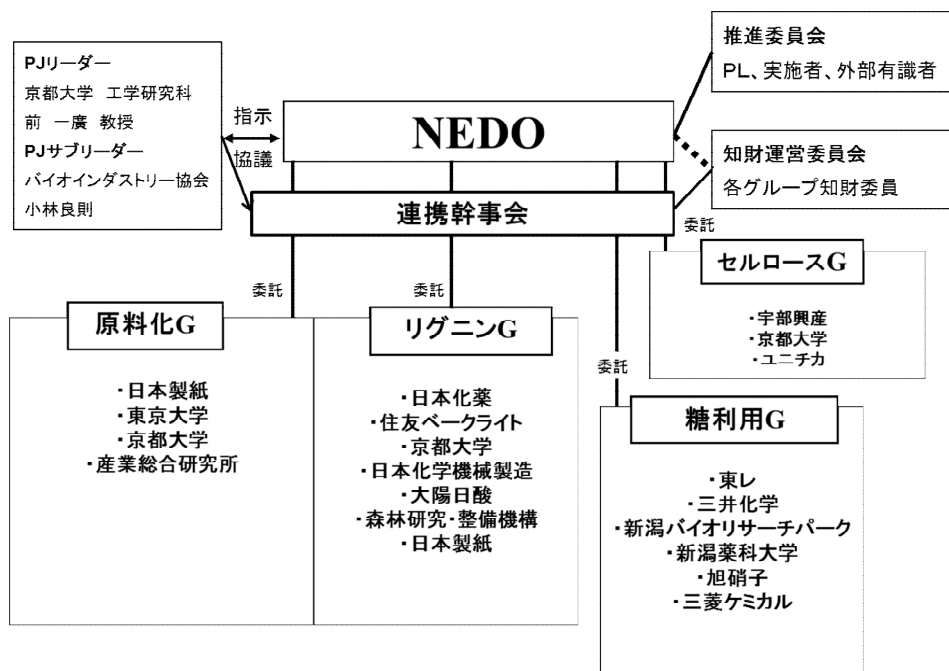 PJリーダー
京都大学 工学研究科
前 一廣 教授
PJサブリーダー
バイオインダストリー協会
小林良則
指示
協議
NEDO
推進委員会
PL、実施者、外部有識者
知財運営委員会
各グループ知財委員
連携幹事会
委託
委託
委託
委託
セルロースG
・宇部興産
・京都大学
・ユニチカ
原料化G
・日本製紙
・東京大学
・京都大学
・産業総合研究所
リグニンG
・日本化薬
・住友ベークライト
・京都大学
・日本化学機械製造
・大陽日酸
・森林研究・整備機構
・日本製紙
糖利用G
・東レ
・三井化学
・新潟バイオリサーチパーク
・新潟薬科大学
・旭硝子
・三菱ケミカル